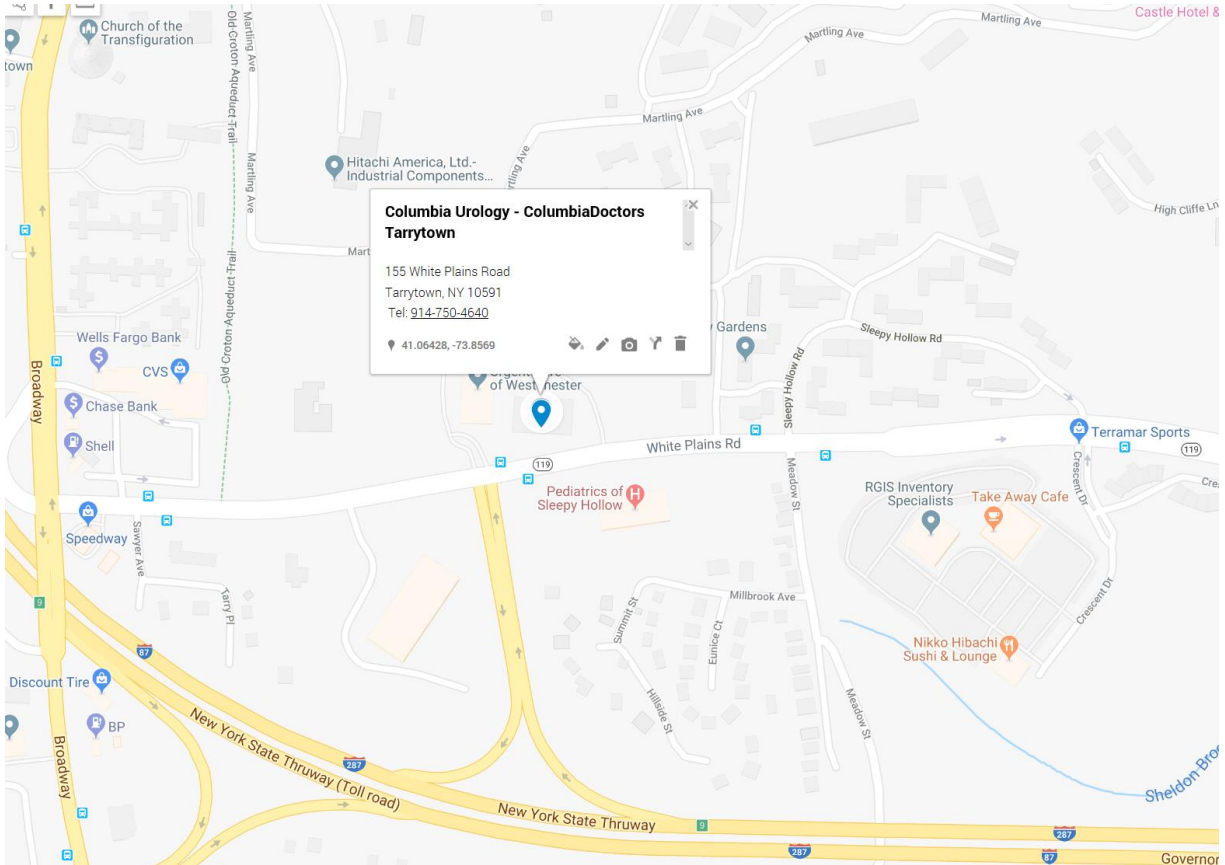 Church of the
Transfiguration
Castle Hotel &
Martling Ave
Martling Ave
Martling Ave
town
Old Croton Aqueduct Trail
Martling Ave
Martling Ave
Hitachi America, Ltd.-
Industrial Components...
Columbia Urology - ColumbiaDoctors
Tarrytown
155 White Plains Road
Tarrytown, NY 10591
Tel: 914-750-4640
41.06428, -73.8569
High Cliffe Ln
Mart
Old Croton Aqueduct Trail
Gardens
Sleepy Hollow Rd
Sleepy Hollow Rd
Wells Fargo Bank
CVS
Chase Bank
Shell
Broadway
of Westchester
White Plains Rd
119
Terramar Sports
119
Pediatrics of
Sleepy Hollow
H
Meadow St
RGIS Inventory
Specialists
Take Away Cafe
Crescent Dr
Cre
Speedway
Sawyer Ave
Tarry Pl
9
87
Millbrook Ave
Summit St
Eunice Ct
Hillside St
Crescent Dr
Nikko Hibachi
Sushi & Lounge
Discount Tire
BP
Broadway
Meadow St
New York State Thruway (Toll road)
287
Sheldon Broo
New York State Thruway
9
287
287
87
Governor